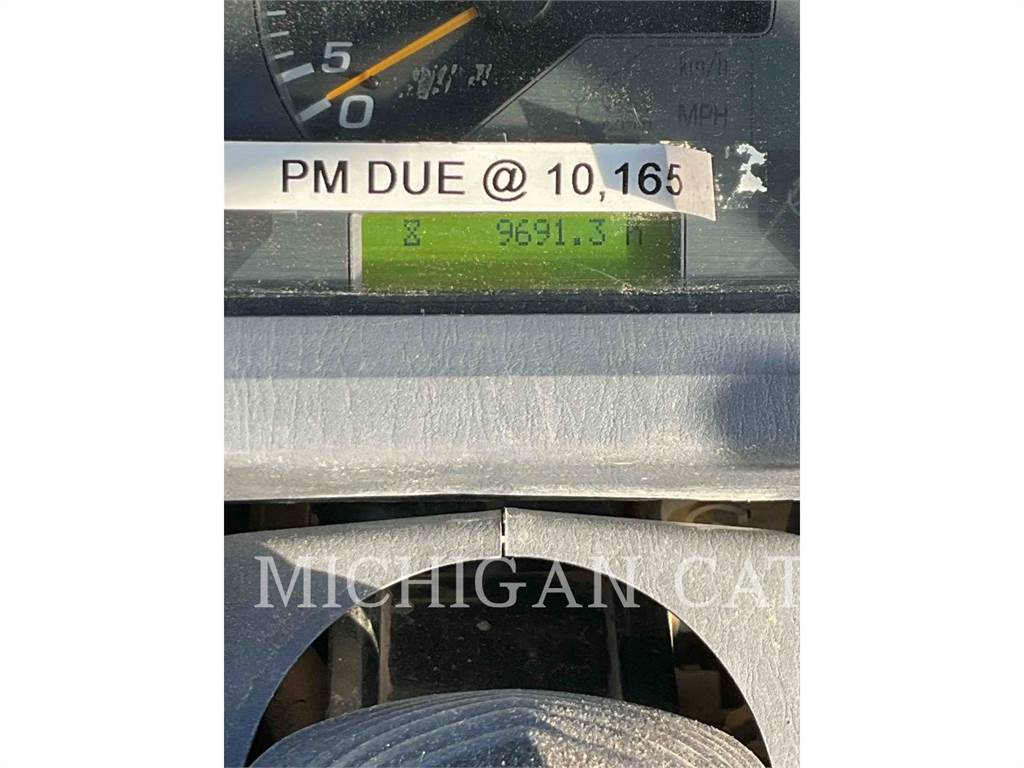 5
0
km/h
MPH
PM DUE @ 10,165
9691.3 h
MICHIGAN CAT